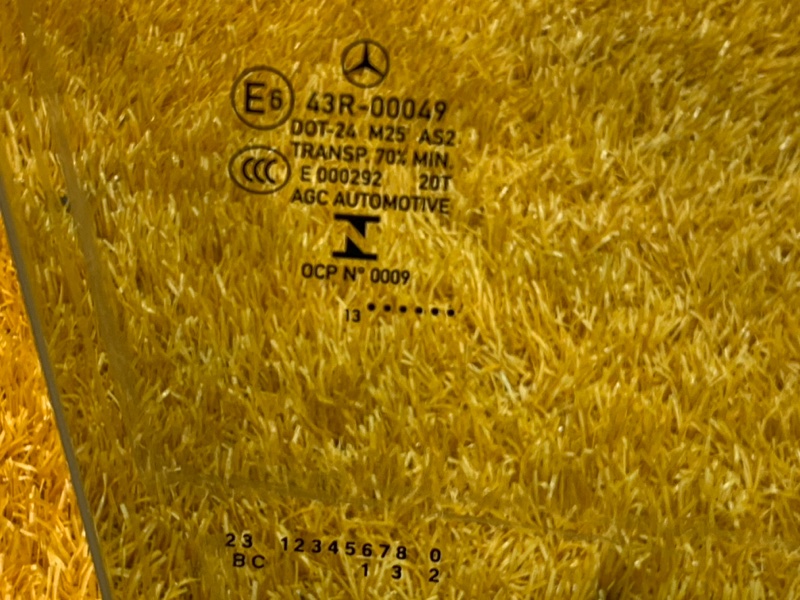 E6 43R-00049
DOT-24 M25 AS2
TRANSP. 70% MIN.
CCC E 000292 20T
AGC AUTOMOTIVE
N
OCP N° 0009
13 ••••••
23 12345678 0
BC 1 3 2